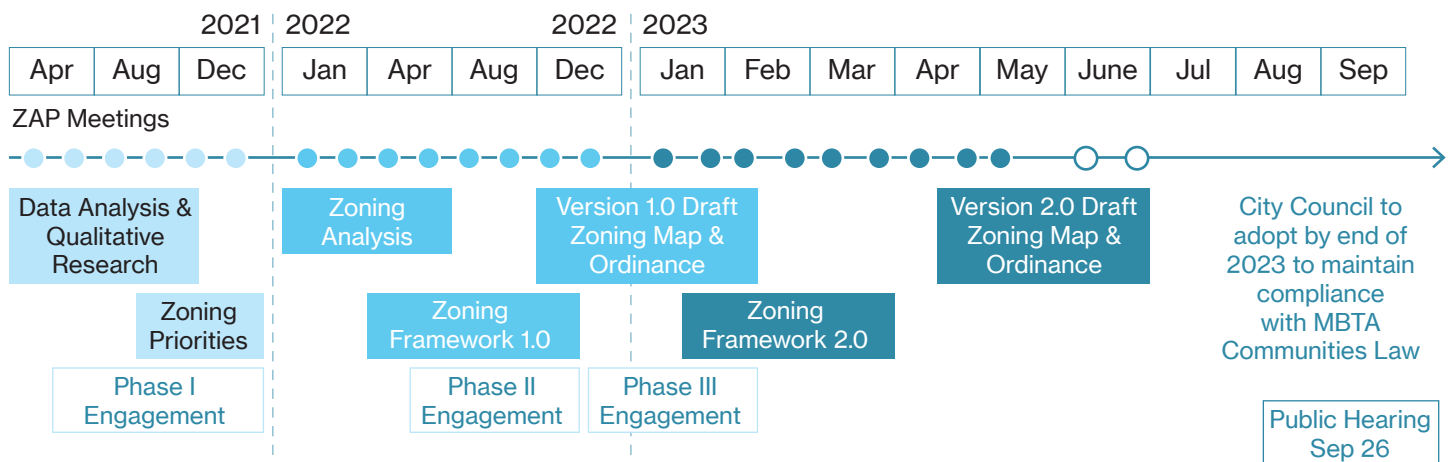 2021 2022 2022 2023
Apr Aug Dec Jan Apr Aug Dec Jan Feb Mar Apr May June Jul Aug Sep
ZAP Meetings
Data Analysis &
Qualitative
Research
Zoning
Analysis
Version 1.0 Draft
Zoning Map &
Ordinance
Version 2.0 Draft
Zoning Map &
Ordinance
City Council to
adopt by end of
2023 to maintain
compliance
with MBTA
Communities Law
Zoning
Priorities
Zoning
Framework 1.0
Zoning
Framework 2.0
Phase I
Engagement
Phase II
Engagement
Phase III
Engagement
Public Hearing
Sep 26